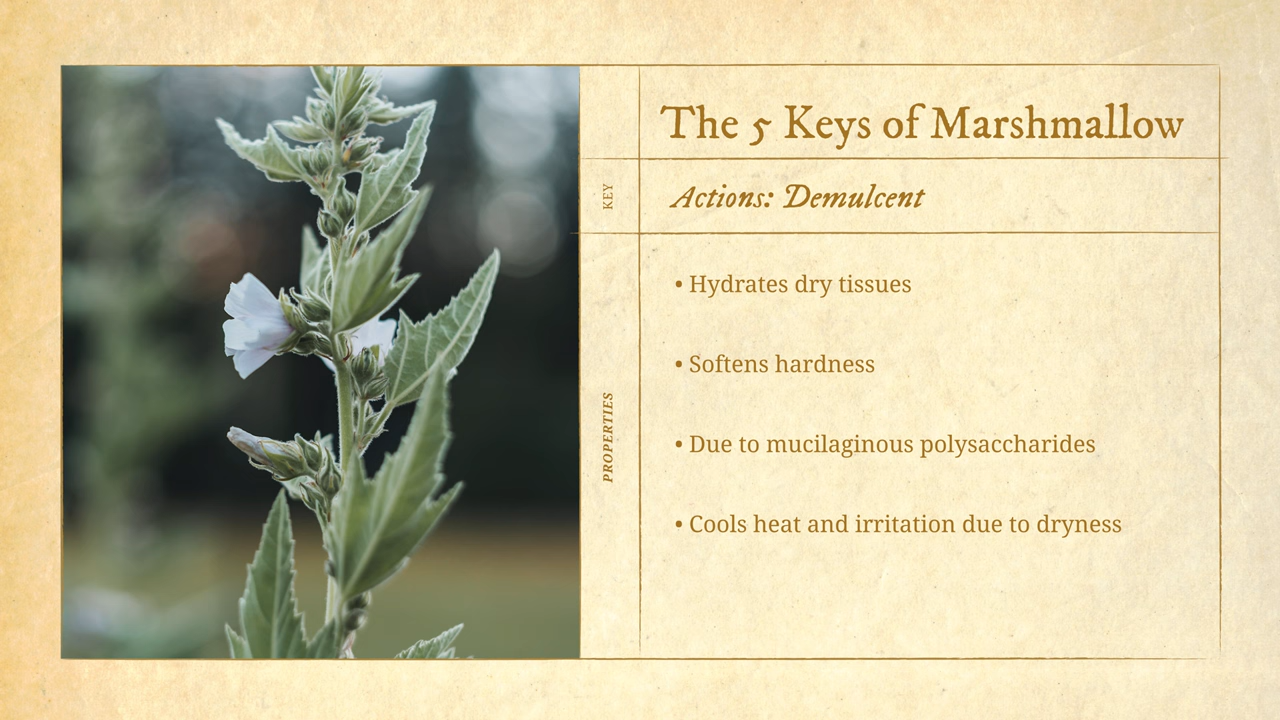 The 5 Keys of Marshmallow
KEY
Actions: Demulcent
PROPERTIES
• Hydrates dry tissues
• Softens hardness
• Due to mucilaginous polysaccharides
• Cools heat and irritation due to dryness